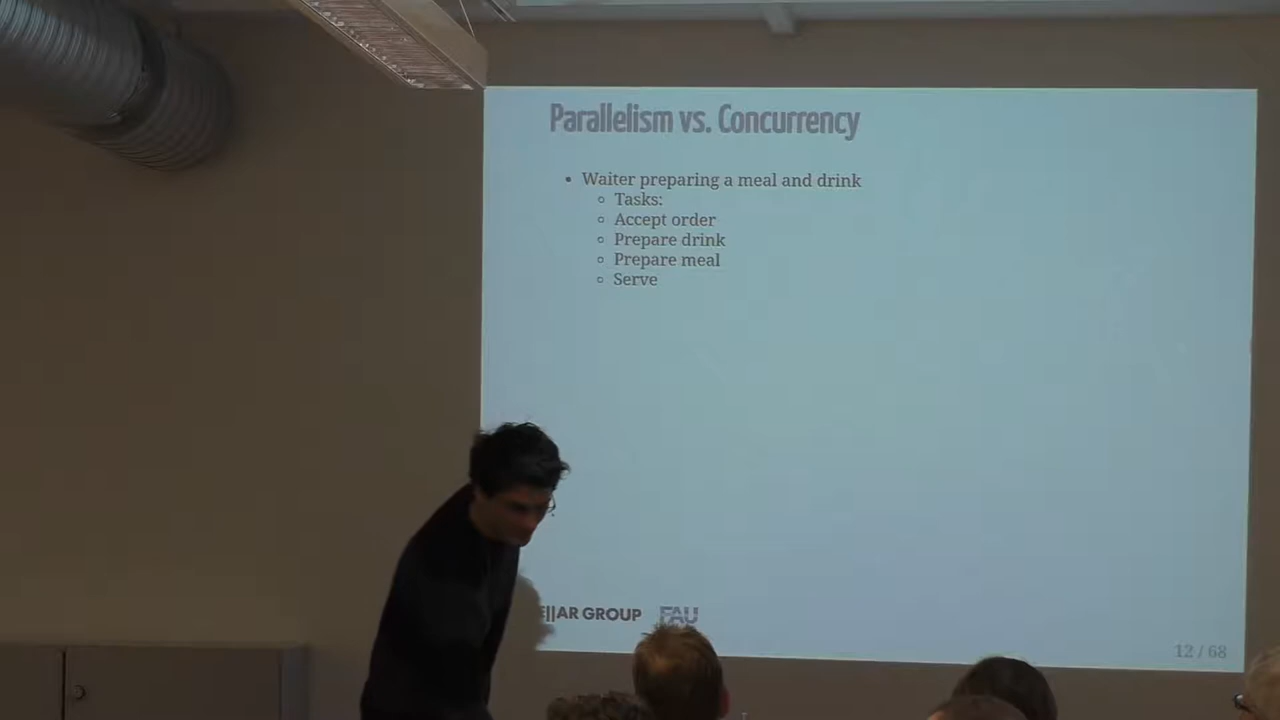 Parallelism vs. Concurrency
• Waiter preparing a meal and drink
◦ Tasks:
◦ Accept order
◦ Prepare drink
◦ Prepare meal
◦ Serve
E||AR GROUP FAU
12 / 68